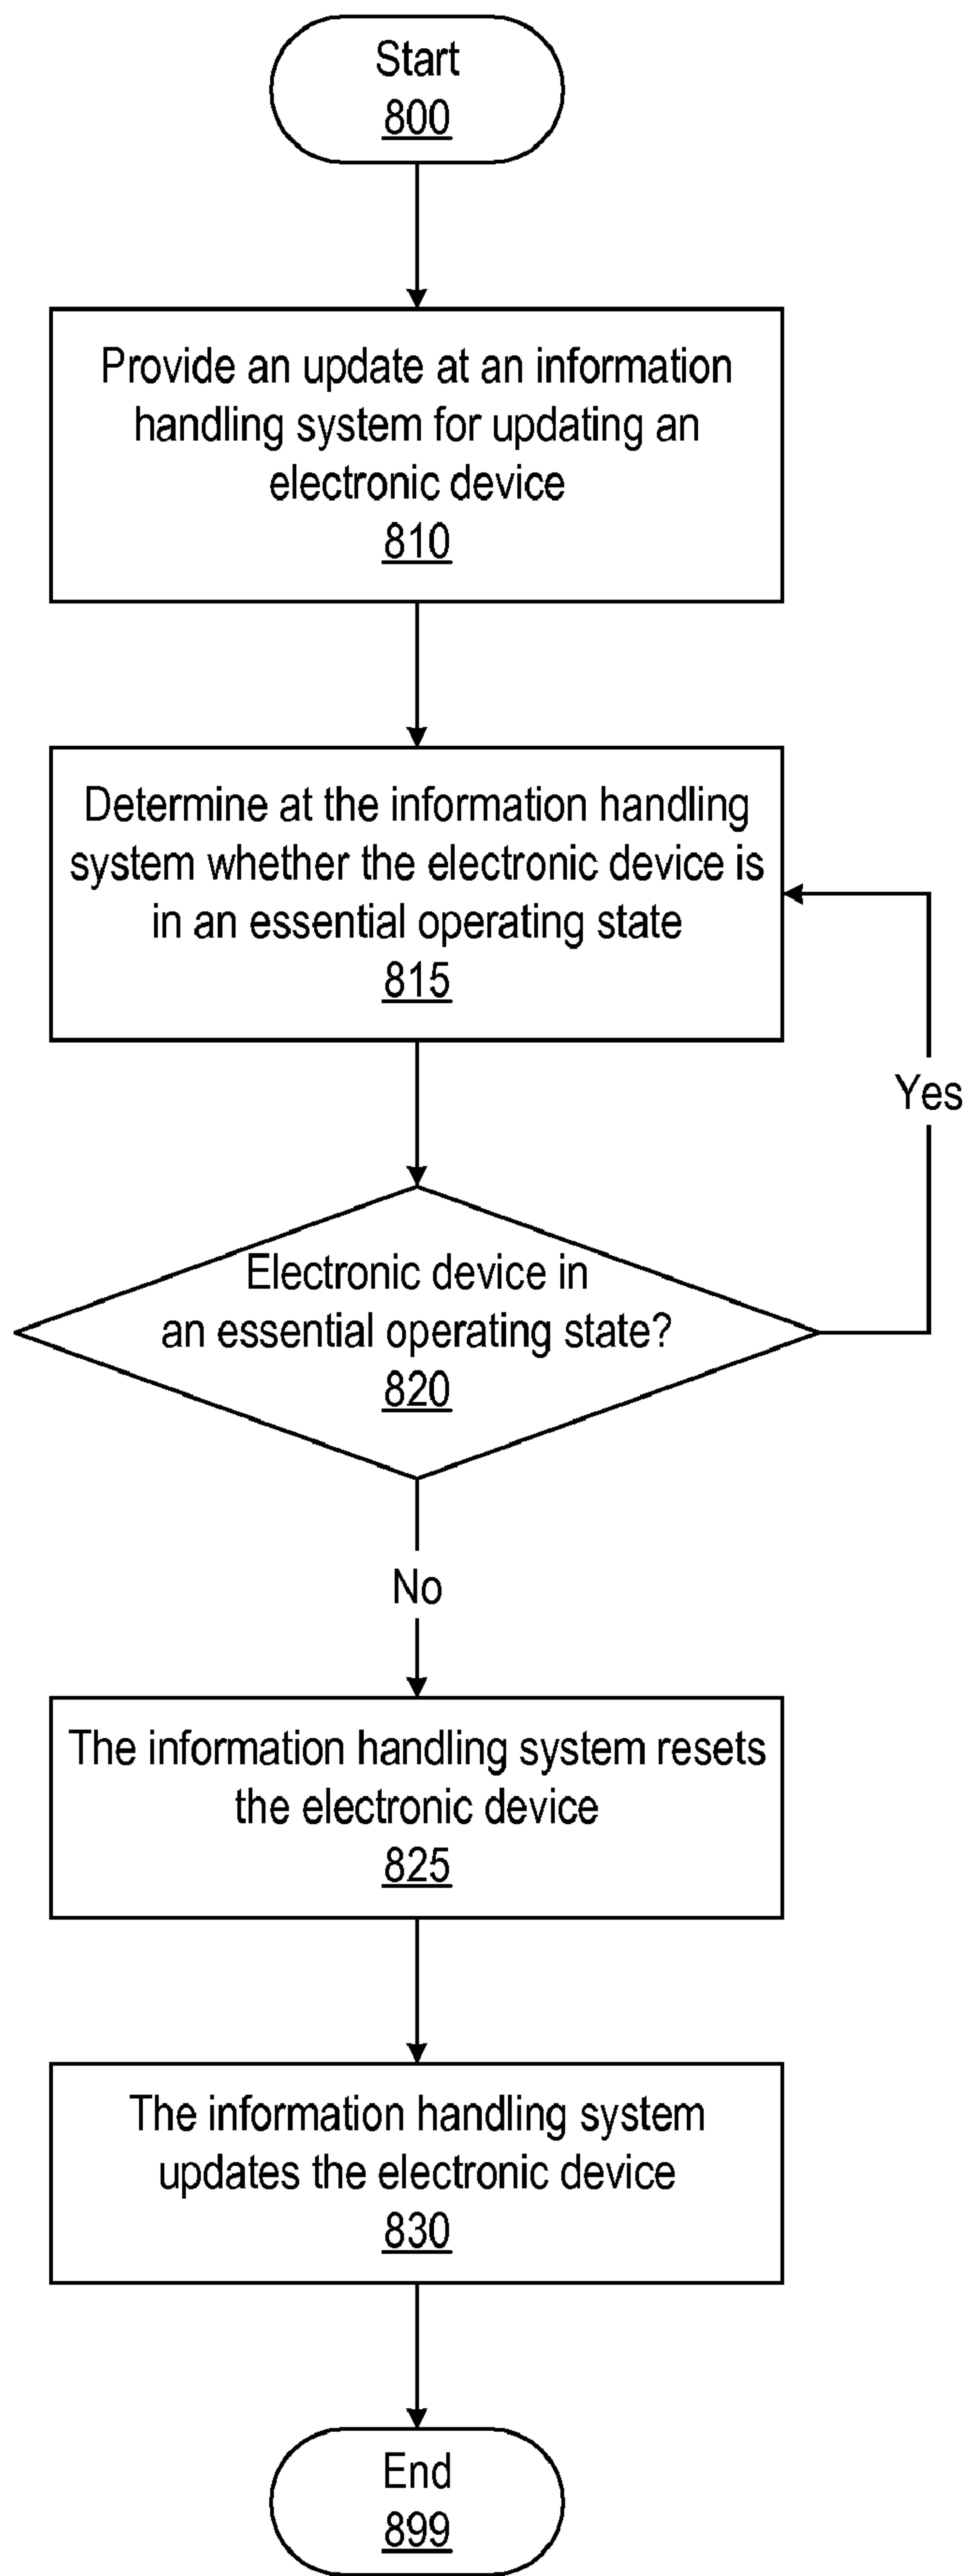 Start
800
Provide an update at an information
handling system for updating an
electronic device
810
Determine at the information handling
system whether the electronic device is
in an essential operating state
815
Yes
Electronic device in
an essential operating state?
820
No
The information handling system resets
the electronic device
825
The information handling system
updates the electronic device
830
End
899